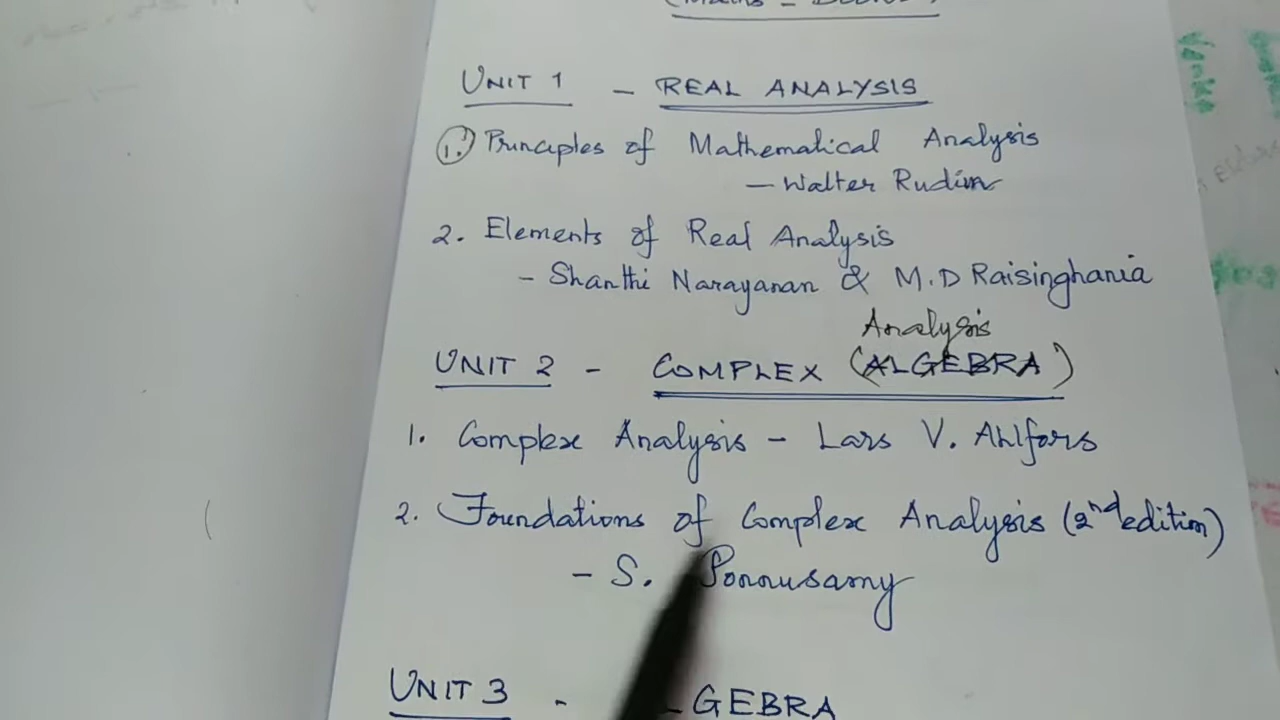 UNIT 1 - REAL ANALYSIS
1. Principles of Mathematical Analysis
- Walter Rudin
2. Elements of Real Analysis
- Shanthi Narayanan & M.D Raisinghania
Analysis
UNIT 2 - COMPLEX (ALGEBRA)
1. Complex Analysis - Lars V. Ahlfors
2. Foundations of Complex Analysis (2nd edition)
- S. Ponnusamy
UNIT 3 - GEBRA